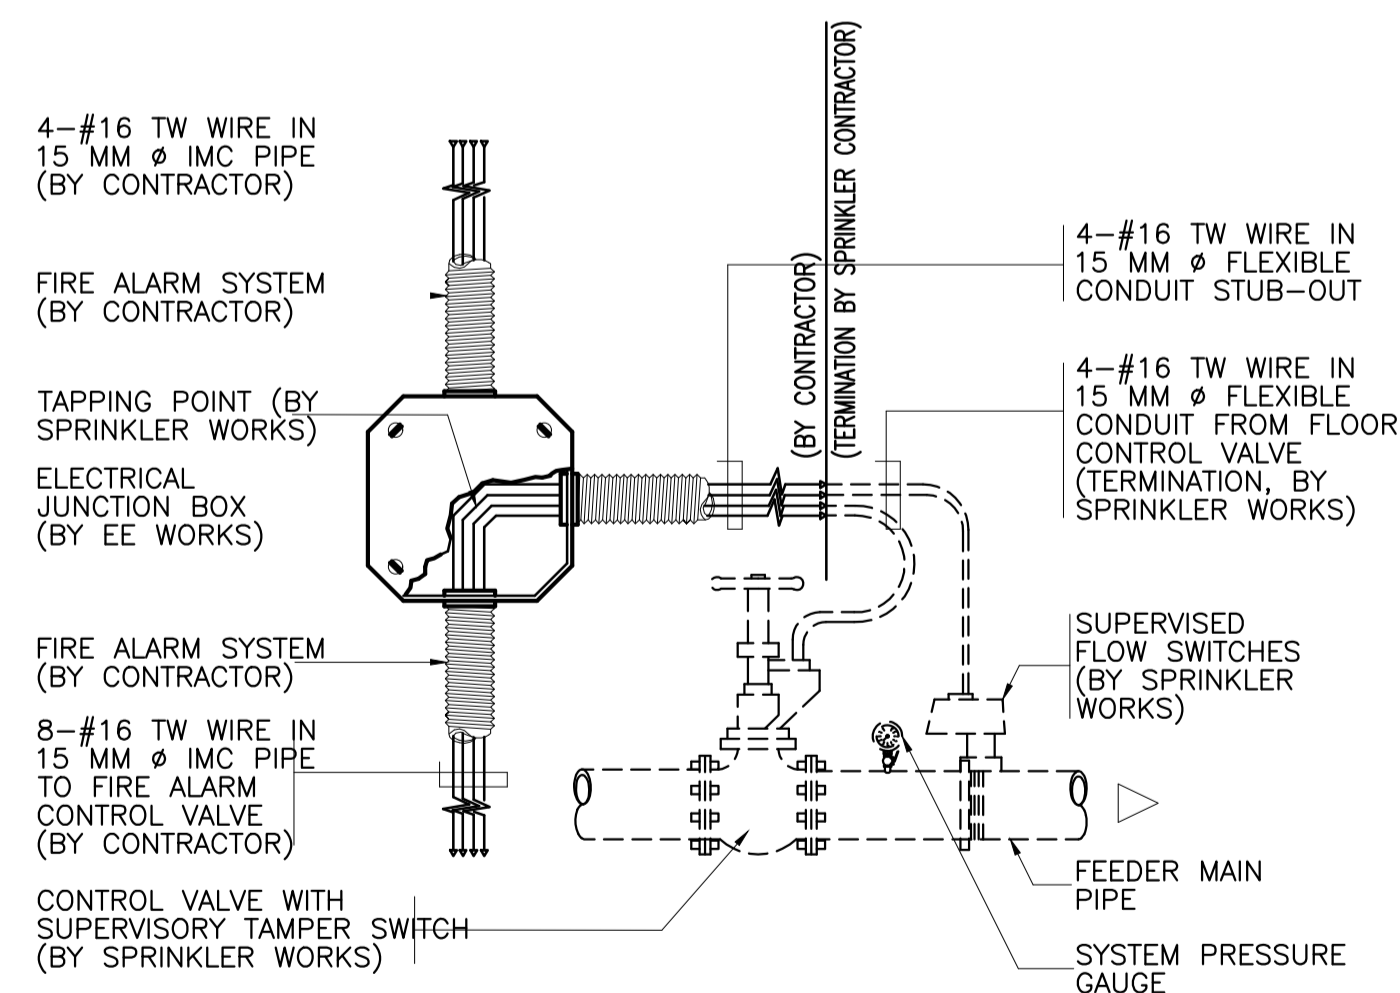 4-#16 TW WIRE IN
15 MM ø IMC PIPE
(BY CONTRACTOR)
FIRE ALARM SYSTEM
(BY CONTRACTOR)
TAPPING POINT (BY
SPRINKLER WORKS)
ELECTRICAL
JUNCTION BOX
(BY EE WORKS)
FIRE ALARM SYSTEM
(BY CONTRACTOR)
8-#16 TW WIRE IN
15 MM ø IMC PIPE
TO FIRE ALARM
CONTROL VALVE
(BY CONTRACTOR)
CONTROL VALVE WITH
SUPERVISORY TAMPER SWITCH
(BY SPRINKLER WORKS)
(BY CONTRACTOR)
(TERMINATION BY SPRINKLER CONTRACTOR)
4-#16 TW WIRE IN
15 MM ø FLEXIBLE
CONDUIT STUB-OUT
4-#16 TW WIRE IN
15 MM ø FLEXIBLE
CONDUIT FROM FLOOR
CONTROL VALVE
(TERMINATION, BY
SPRINKLER WORKS)
SUPERVISED
FLOW SWITCHES
(BY SPRINKLER
WORKS)
FEEDER MAIN
PIPE
SYSTEM PRESSURE
GAUGE